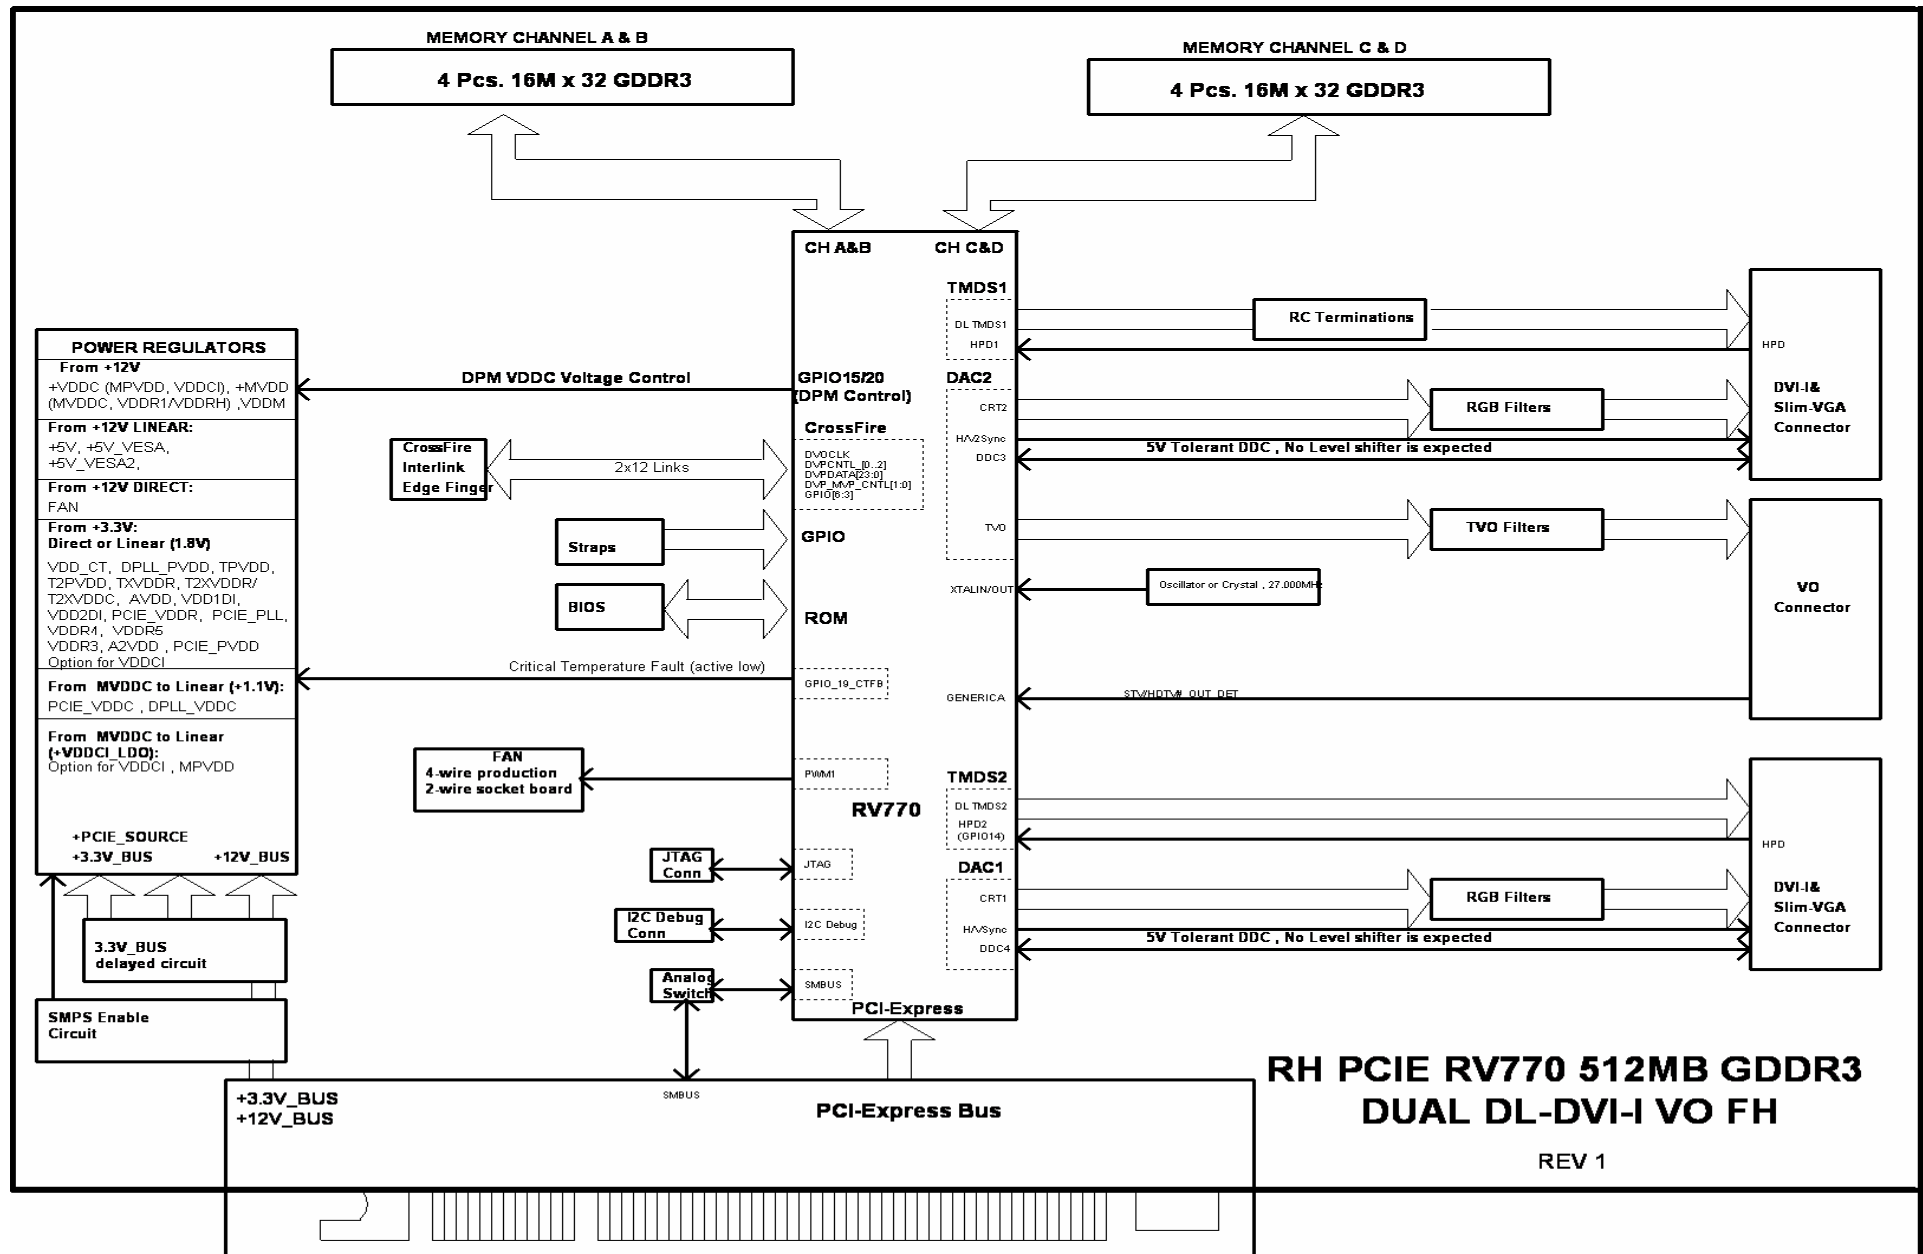 MEMORY CHANNEL A & B
4 Pcs. 16M x 32 GDDR3
MEMORY CHANNEL C & D
4 Pcs. 16M x 32 GDDR3
CH A&B
CH C&D
TMDS1
DL TMDS1
HPD1
RC Terminations
HPD
DVI-I&
Slim-VGA
Connector
POWER REGULATORS
From +12V
+VDDC (MPVDD, VDDCI), +MVDD
(MVDDC, VDDR1/VDDRH) ,VDDM
From +12V LINEAR:
+5V, +5V_VESA,
+5V_VESA2,
From +12V DIRECT:
FAN
From +3.3V:
Direct or Linear (1.8V)
VDD_CT, DPLL_PVDD, TPVDD,
T2PVDD, TXVDDR, T2XVDDR/
T2XVDDC, AVDD, VDD1DI,
VDD2DI, PCIE_VDDR, PCIE_PLL,
VDDR4, VDDR5
VDDR3, A2VDD , PCIE_PVDD
Option for VDDCI
From MVDDC to Linear (+1.1V):
PCIE_VDDC , DPLL_VDDC
From MVDDC to Linear
(+VDDCI_LDO):
Option for VDDCI , MPVDD
+PCIE_SOURCE
+3.3V_BUS
+12V_BUS
DPM VDDC Voltage Control
GPIO15/20
(DPM Control)
DAC2
CRT2
RGB Filters
H/V2Sync
5V Tolerant DDC , No Level shifter is expected
DDC3
CrossFire
Interlink
Edge Finger
2x12 Links
CrossFire
DVOCLK
DVPCNTL_[0..2]
DVPDATA[23:0]
DVP_MVP_CNTL[1:0]
GPIO[6:3]
TVO
TVO Filters
VO
Connector
Straps
GPIO
BIOS
ROM
XTALIN/OUT
Oscillator or Crystal , 27.000MHz
Critical Temperature Fault (active low)
GPIO_19_CTFB
GENERICA
STV/HDTV# OUT DET
FAN
4-wire production
2-wire socket board
PWM1
RV770
TMDS2
DL TMDS2
HPD2
(GPIO14)
HPD
DVI-I&
Slim-VGA
Connector
JTAG
Conn
JTAG
DAC1
CRT1
RGB Filters
H/VSync
5V Tolerant DDC , No Level shifter is expected
DDC4
I2C Debug
Conn
I2C Debug
Analog
Switch
SMBUS
PCI-Express
3.3V_BUS
delayed circuit
SMPS Enable
Circuit
+3.3V_BUS
+12V_BUS
SMBUS
PCI-Express Bus
RH PCIE RV770 512MB GDDR3
DUAL DL-DVI-I VO FH
REV 1